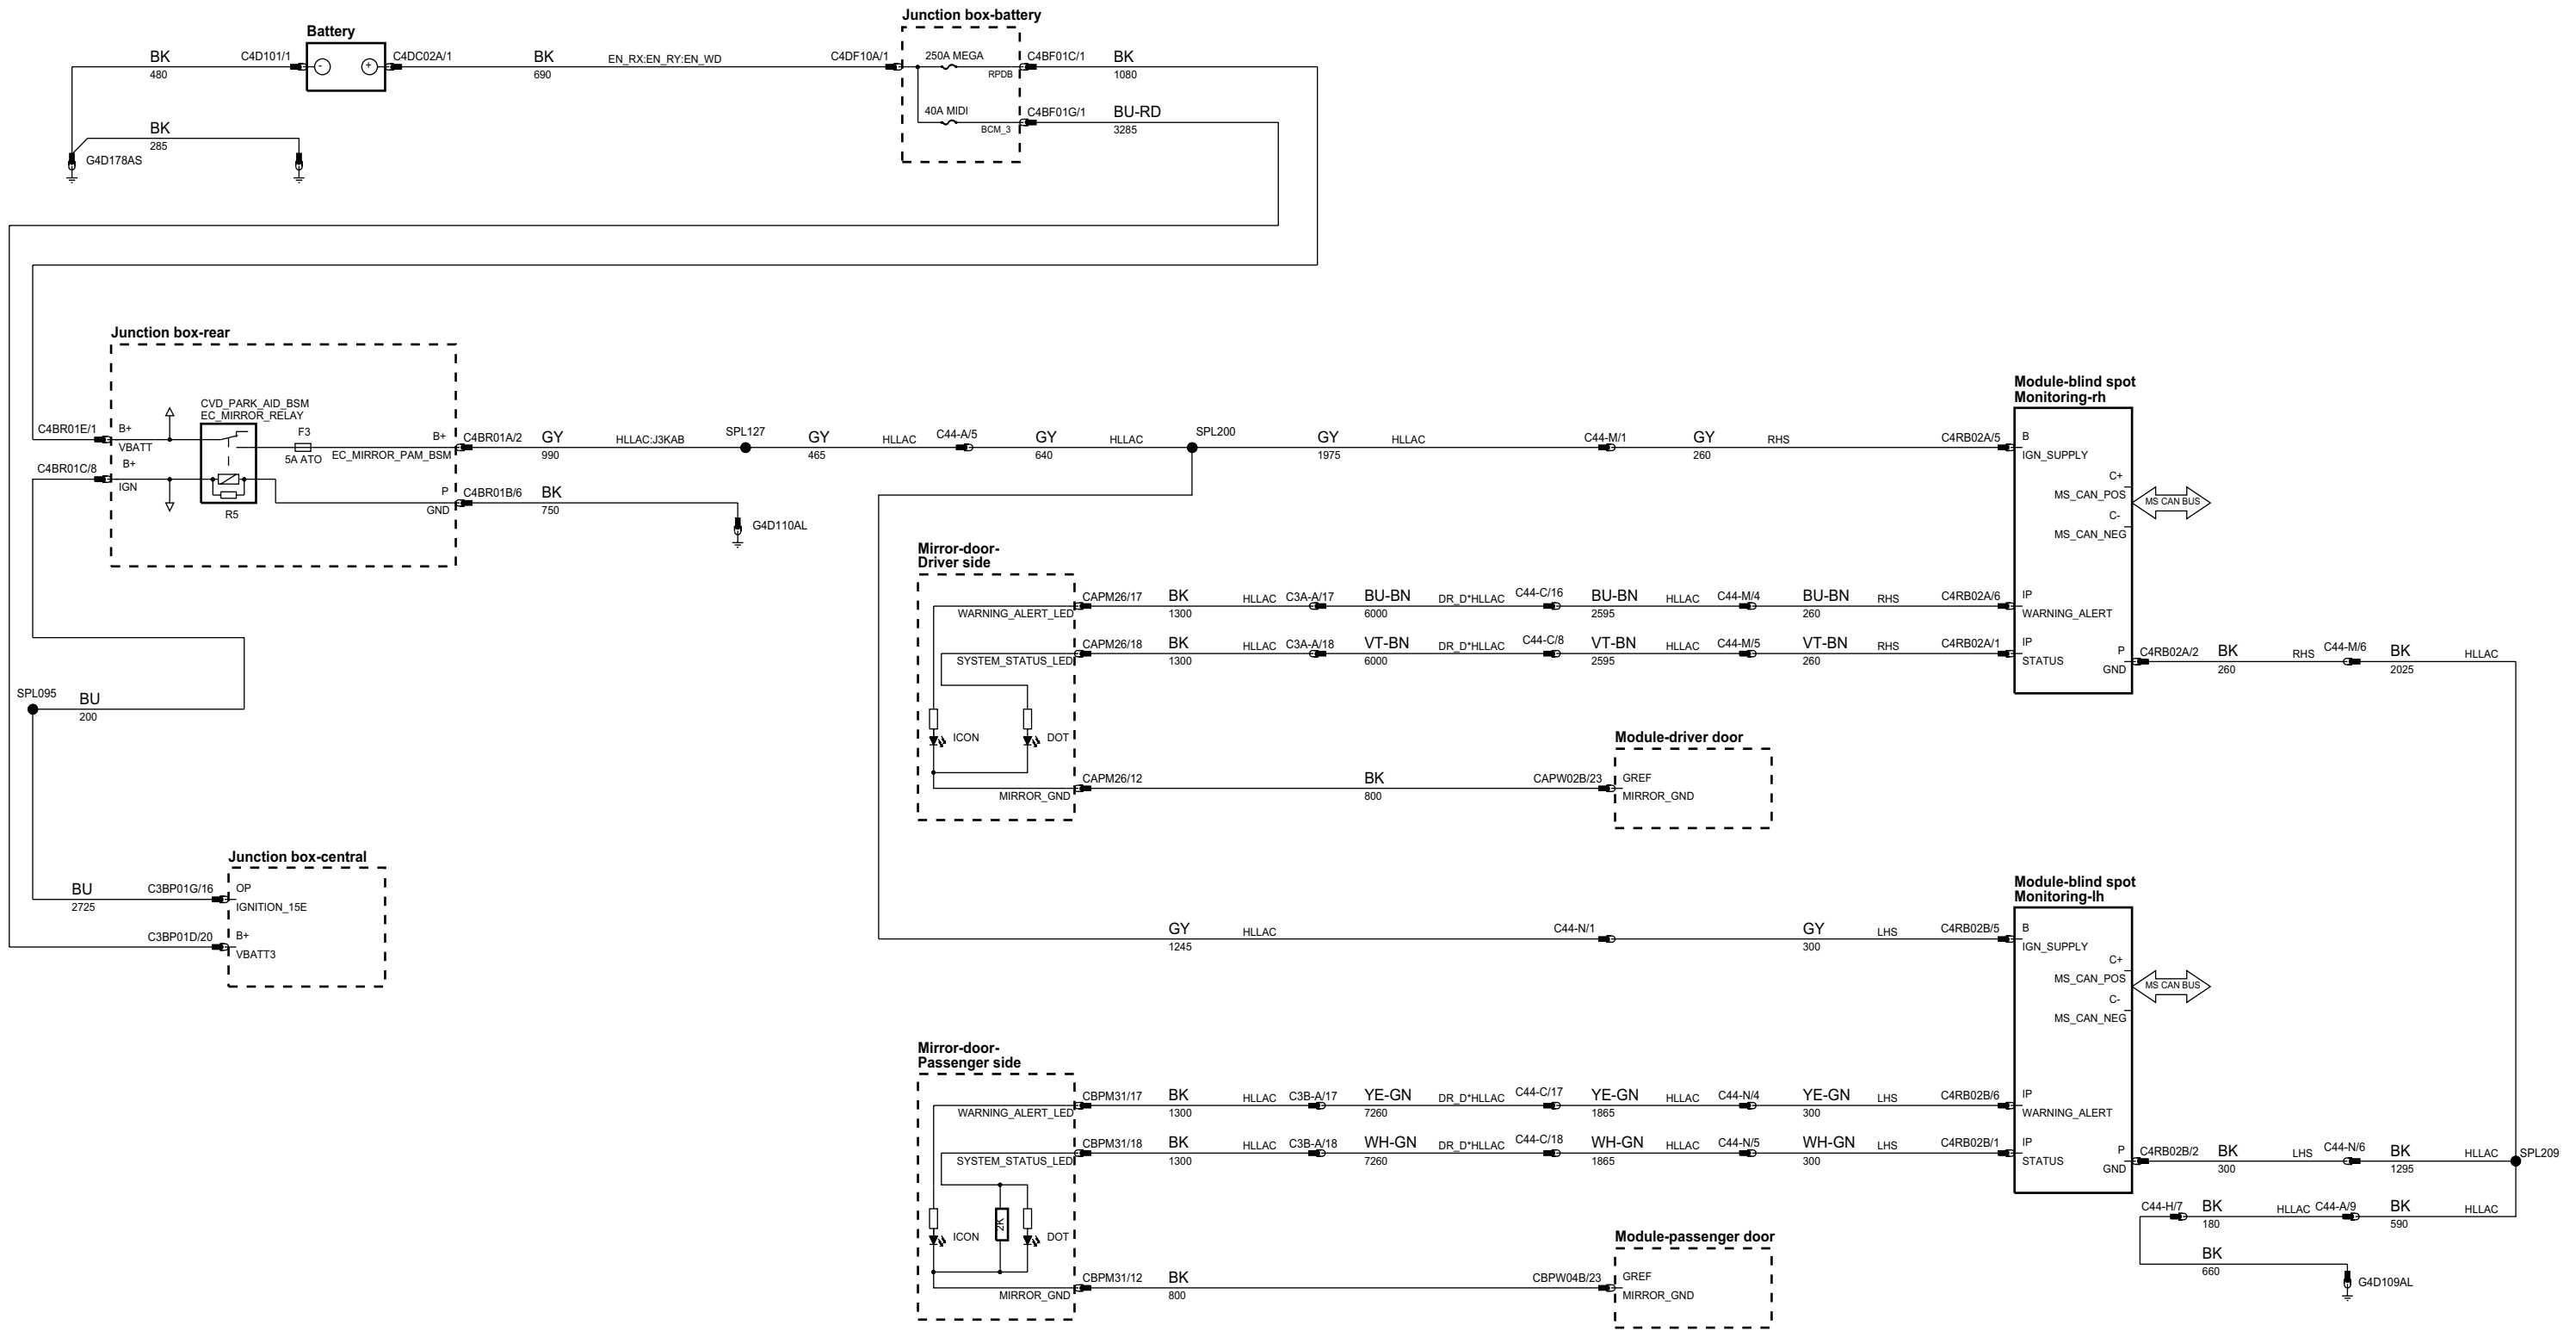 Junction box-battery
Battery
BK
480
C4D101/1
-
+
C4DC02A/1
BK
690
EN_RX:EN_RY:EN_WD
C4DF10A/1
250A MEGA
RPDB
C4BF01C/1
BK
1080
40A MIDI
BCM_3
C4BF01G/1
BU-RD
3285
BK
285
G4D178AS
Junction box-rear
CVD_PARK_AID_BSM
EC_MIRROR_RELAY
C4BR01E/1
B+
VBATT
F3
5A ATO
B+
EC_MIRROR_PAM_BSM
C4BR01A/2
GY
990
HLLAC:J3KAB
SPL127
GY
465
HLLAC
C44-A/5
GY
640
HLLAC
SPL200
GY
1975
HLLAC
C44-M/1
GY
260
RHS
C4RB02A/5
C4BR01C/8
B+
IGN
R5
P
GND
C4BR01B/6
BK
750
G4D110AL
Module-blind spot
Monitoring-rh
B
IGN_SUPPLY
C+
MS_CAN_POS
C-
MS_CAN_NEG
MS CAN BUS
Mirror-door-
Driver side
WARNING_ALERT_LED
CAPM26/17
BK
1300
HLLAC
C3A-A/17
BU-BN
6000
DR_D*HLLAC
C44-C/16
BU-BN
2595
HLLAC
C44-M/4
BU-BN
260
RHS
C4RB02A/6
IP
WARNING_ALERT
SYSTEM_STATUS_LED
CAPM26/18
BK
1300
HLLAC
C3A-A/18
VT-BN
6000
DR_D*HLLAC
C44-C/8
VT-BN
2595
HLLAC
C44-M/5
VT-BN
260
RHS
C4RB02A/1
IP
STATUS
P
GND
C4RB02A/2
BK
260
RHS
C44-M/6
BK
2025
HLLAC
SPL095
BU
200
ICON
DOT
Module-driver door
MIRROR_GND
CAPM26/12
BK
800
CAPW02B/23
GREF
MIRROR_GND
Junction box-central
BU
2725
C3BP01G/16
OP
IGNITION_15E
C3BP01D/20
B+
VBATT3
Module-blind spot
Monitoring-lh
GY
1245
HLLAC
C44-N/1
GY
300
LHS
C4RB02B/5
B
IGN_SUPPLY
C+
MS_CAN_POS
C-
MS_CAN_NEG
MS CAN BUS
Mirror-door-
Passenger side
WARNING_ALERT_LED
CBPM31/17
BK
1300
HLLAC
C3B-A/17
YE-GN
7260
DR_D*HLLAC
C44-C/17
YE-GN
1865
HLLAC
C44-N/4
YE-GN
300
LHS
C4RB02B/6
IP
WARNING_ALERT
SYSTEM_STATUS_LED
CBPM31/18
BK
1300
HLLAC
C3B-A/18
WH-GN
7260
DR_D*HLLAC
C44-C/18
WH-GN
1865
HLLAC
C44-N/5
WH-GN
300
LHS
C4RB02B/1
IP
STATUS
P
GND
C4RB02B/2
BK
300
LHS
C44-N/6
BK
1295
HLLAC
SPL209
ICON
2K
DOT
C44-H/7
BK
180
HLLAC
C44-A/9
BK
590
HLLAC
BK
660
G4D109AL
Module-passenger door
MIRROR_GND
CBPM31/12
BK
800
CBPW04B/23
GREF
MIRROR_GND